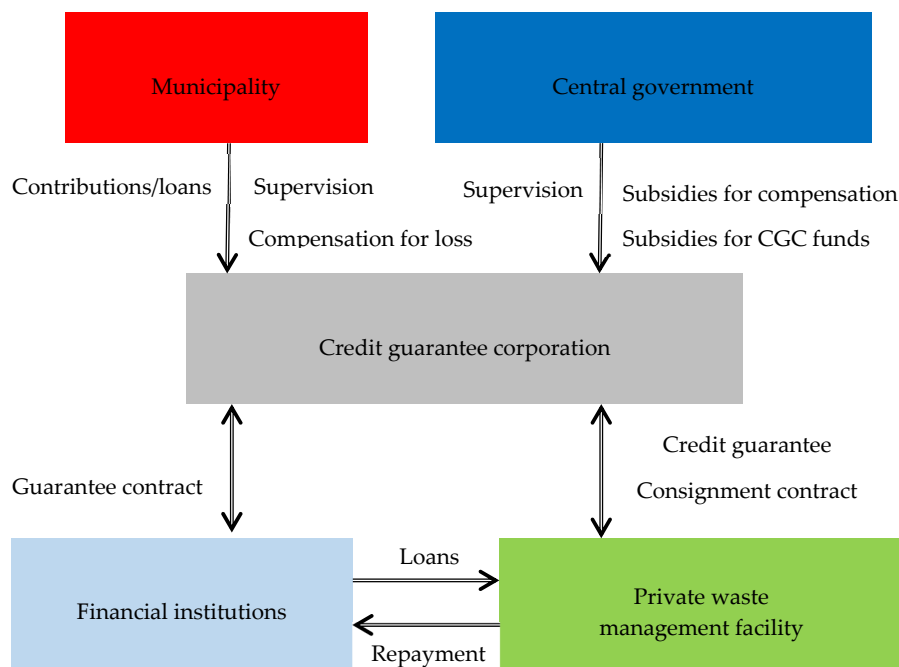 Municipality
Central government
Contributions/loans
Supervision
Compensation for loss
Supervision
Subsidies for compensation
Subsidies for CGC funds
Credit guarantee corporation
Guarantee contract
Credit guarantee
Consignment contract
Loans
Financial institutions
Private waste
management facility
Repayment